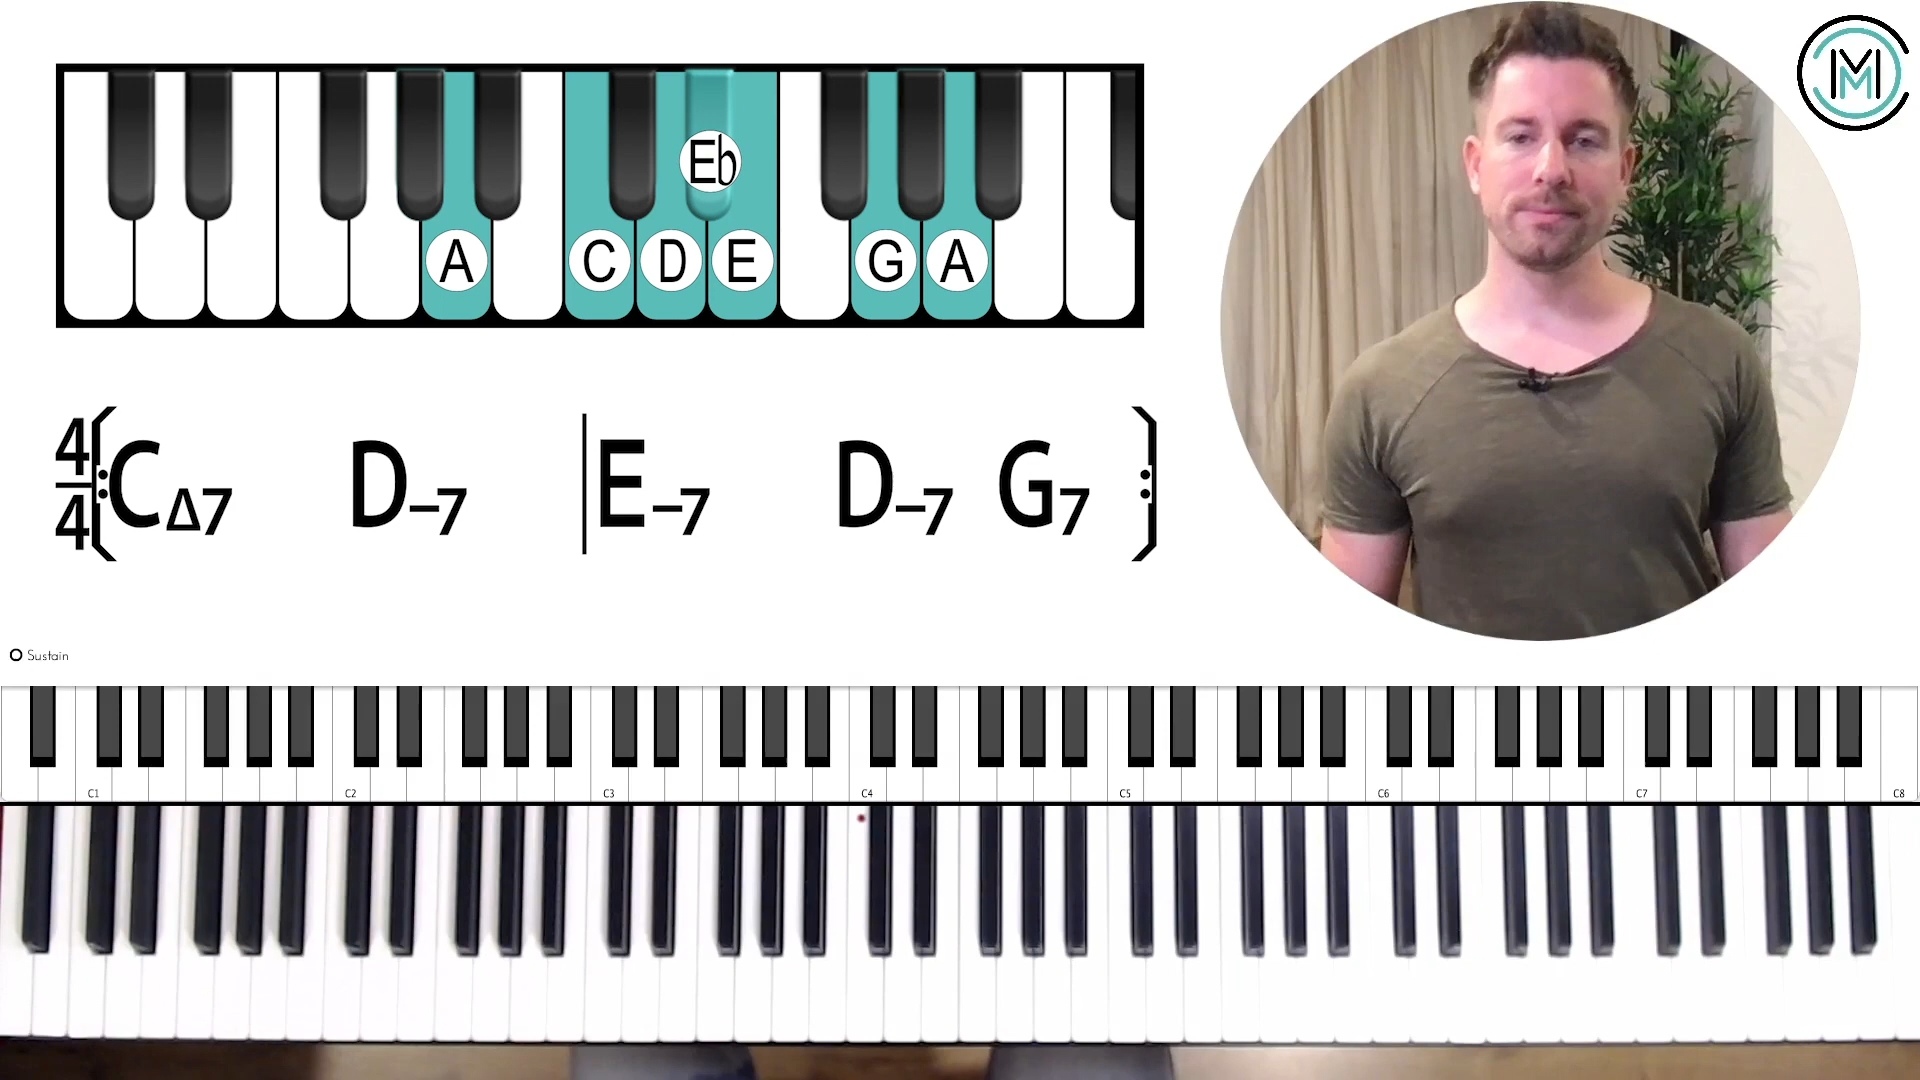 Eb
A C D E G A
4/4 CΔ7 D-7 E-7 D-7 G7
Sustain
C1 C2 C3 C4 C5 C6 C7 C8